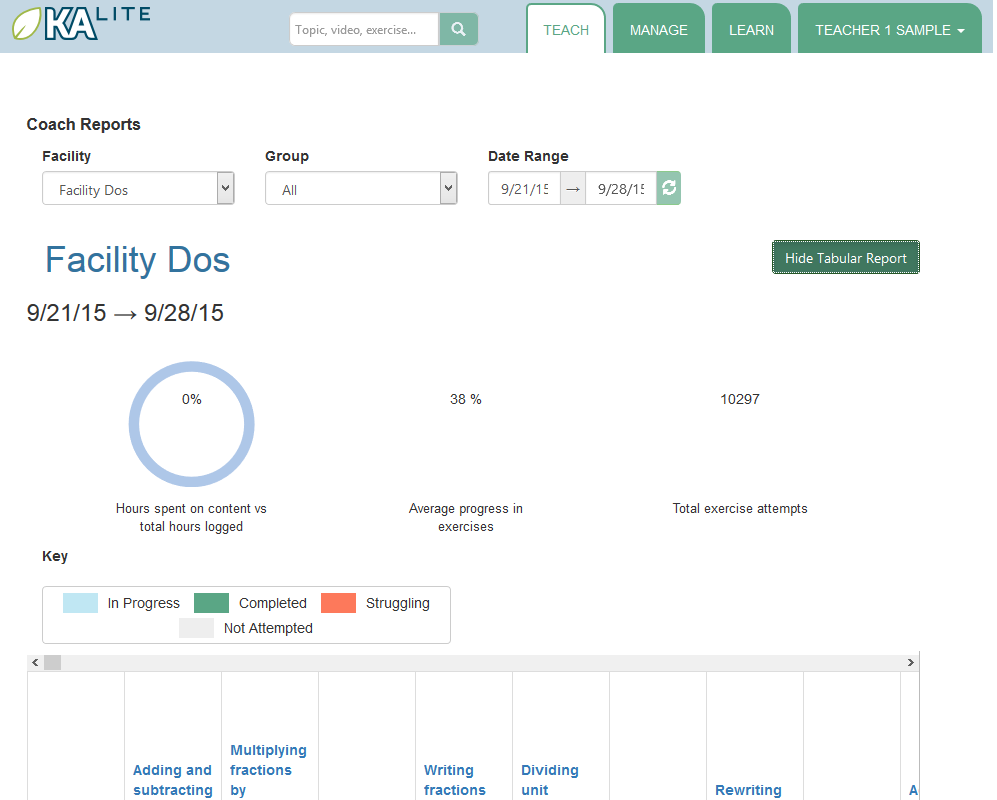 KA LITE
Topic, video, exercise...
TEACH
MANAGE
LEARN
TEACHER 1 SAMPLE
Coach Reports
Facility
Group
Date Range
Facility Dos
All
9/21/15
→
9/28/15
Facility Dos
Hide Tabular Report
9/21/15 → 9/28/15
0%
38 %
10297
Hours spent on content vs
total hours logged
Average progress in
exercises
Total exercise attempts
Key
In Progress
Completed
Struggling
Not Attempted
Adding and
subtracting
Multiplying
fractions
by
Writing
fractions
Dividing
unit
Rewriting
A